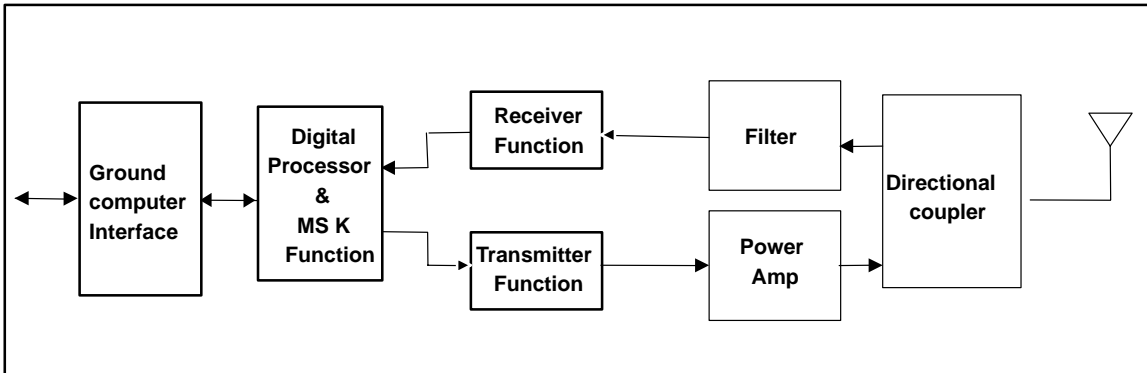 Ground
computer
Interface
Digital
Processor
&
MS K
Function
Receiver
Function
Transmitter
Function
Filter
Power
Amp
Directional
coupler